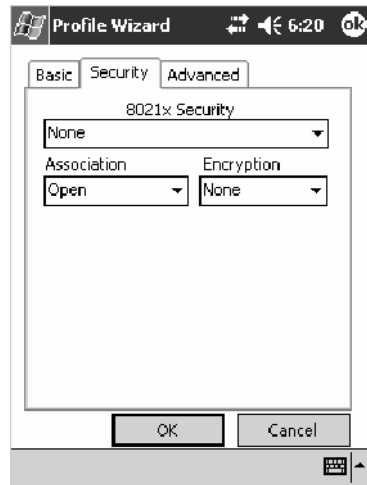 Profile Wizard 6:20 ok
Basic Security Advanced
8021x Security
None
Association Encryption
Open None
OK Cancel